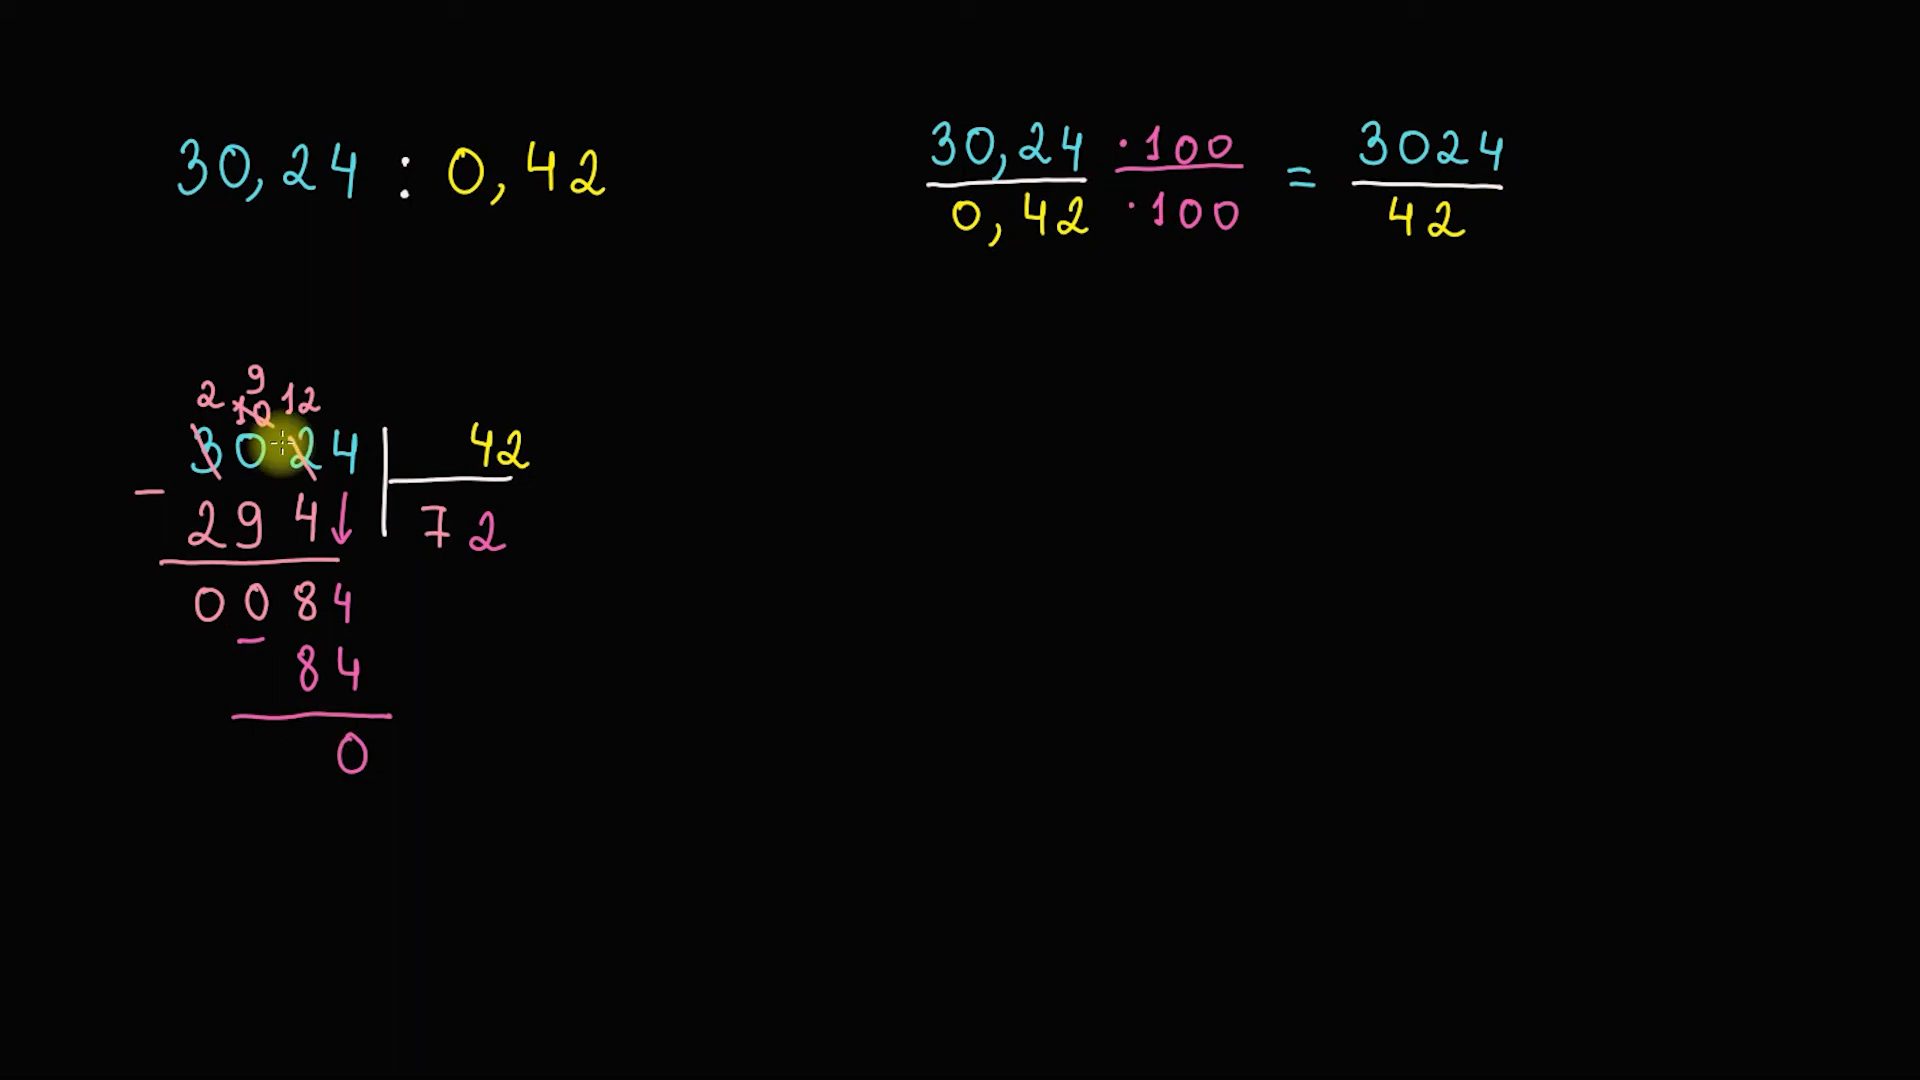 30,24 : 0,42
30,24 · 100 = 3024
0,42 · 100 42
9
2 10 12
3024 42
- 294↓ 72
0084
- 84
0